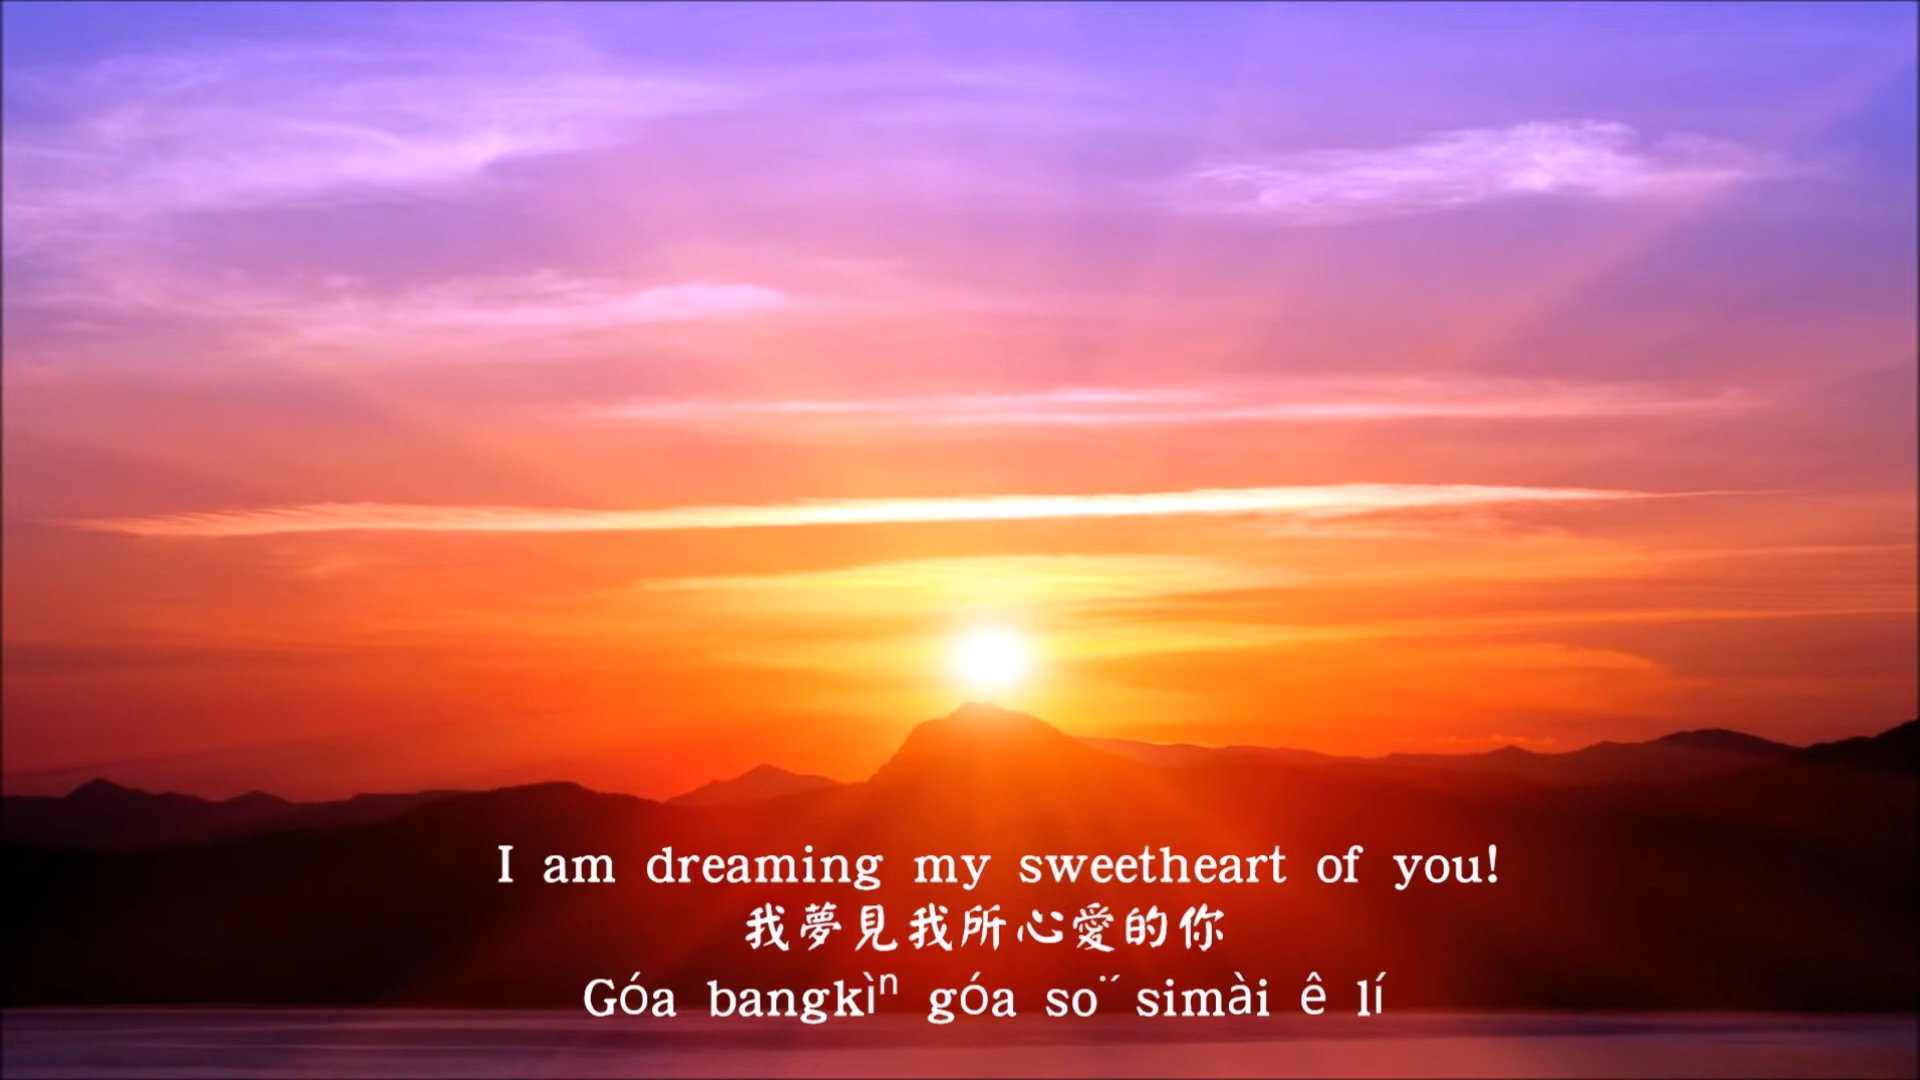 I am dreaming my sweetheart of you!
我夢見我所心愛的你
Góa bangkìⁿ góa so¨´simài ê lí